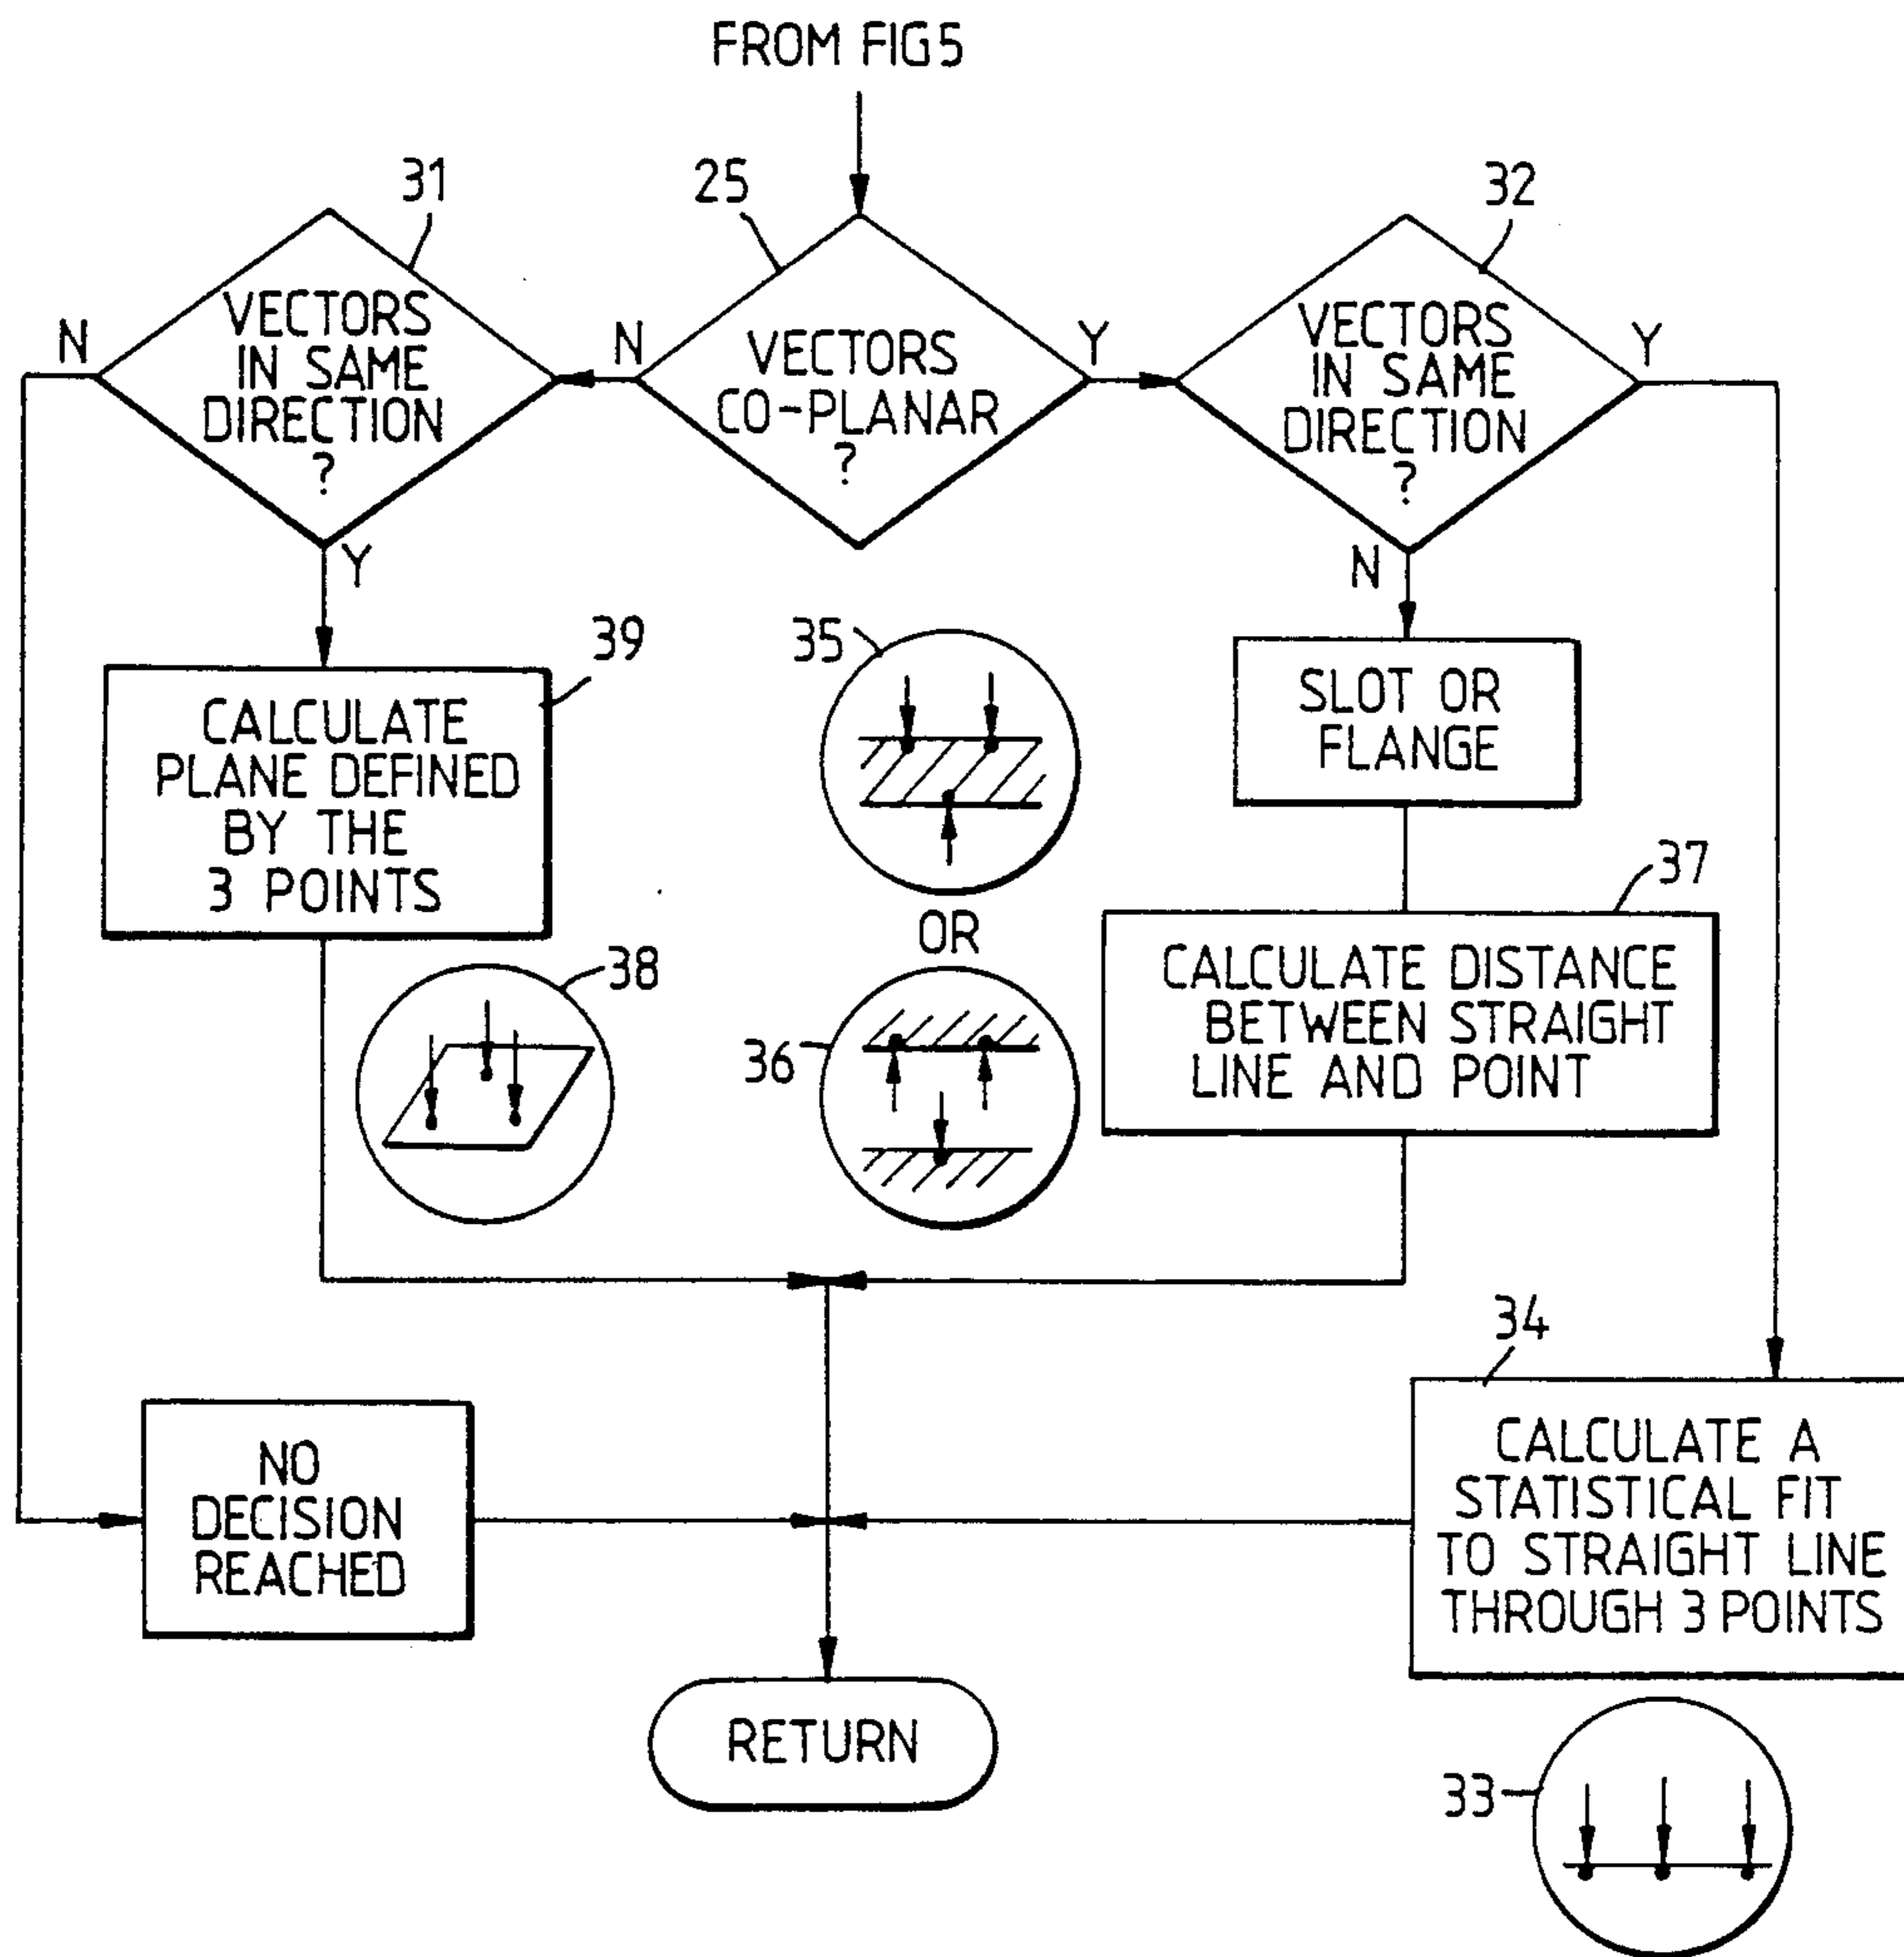 FROM FIG 5
31
25
32
N
VECTORS
IN SAME
DIRECTION
?
Y
N
VECTORS
CO-PLANAR
?
Y
VECTORS
IN SAME
DIRECTION
?
Y
N
39
CALCULATE
PLANE DEFINED
BY THE
3 POINTS
35
SLOT OR
FLANGE
OR
37
CALCULATE DISTANCE
BETWEEN STRAIGHT
LINE AND POINT
38
36
34
NO
DECISION
REACHED
CALCULATE A
STATISTICAL FIT
TO STRAIGHT LINE
THROUGH 3 POINTS
RETURN
33